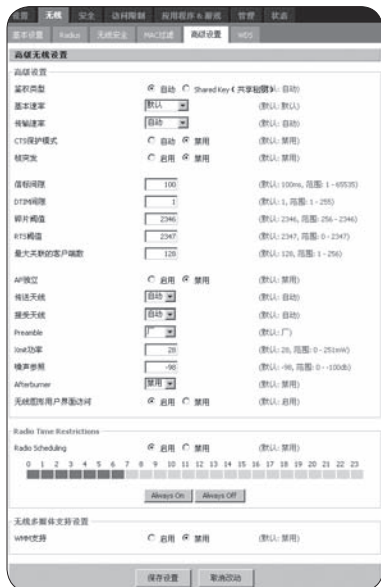 设置 无线 安全 访问限制 应用程序&游戏 管理 状态
基本设置 Radius 无线安全 MAC过滤 高级设置 WDS
高级无线设置
高级设置
鉴权类型 自动 Shared Key( 共享秘钥) (默认: 自动)
基本速率 默认 (默认: 默认)
传输速率 自动 (默认: 自动)
CTS保护模式 自动 禁用 (默认: 禁用)
核突发 启用 禁用 (默认: 禁用)
信标间隔 100 (默认: 100ms, 范围: 1 - 65535)
DTIM间隔 1 (默认: 1, 范围: 1 - 255)
碎片阈值 2346 (默认: 2346, 范围: 256 - 2346)
RTS阈值 2347 (默认: 2347, 范围: 0 - 2347)
最大关联的客户端数 128 (默认: 128, 范围: 1 - 256)
AP独立 启用 禁用 (默认: 禁用)
传送天线 自动 (默认: 自动)
接受天线 自动 (默认: 自动)
Preamble 厂 (默认: 厂)
Xmit功率 28 (默认: 28, 范围: 0 - 251mW)
噪声参照 -98 (默认: -98, 范围: 0 - -100db)
Afterburner 禁用 (默认: 禁用)
无线图形用户界面访问 启用 禁用 (默认: 启用)
Radio Time Restrictions
Radio Scheduling 启用 禁用 (默认: 禁用)
0 1 2 3 4 5 6 7 8 9 10 11 12 13 14 15 16 17 18 19 20 21 22 23
Always On Always Off
无线多媒体支持设置
WMM支持 启用 禁用 (默认: 禁用)
保存设置 取消改动